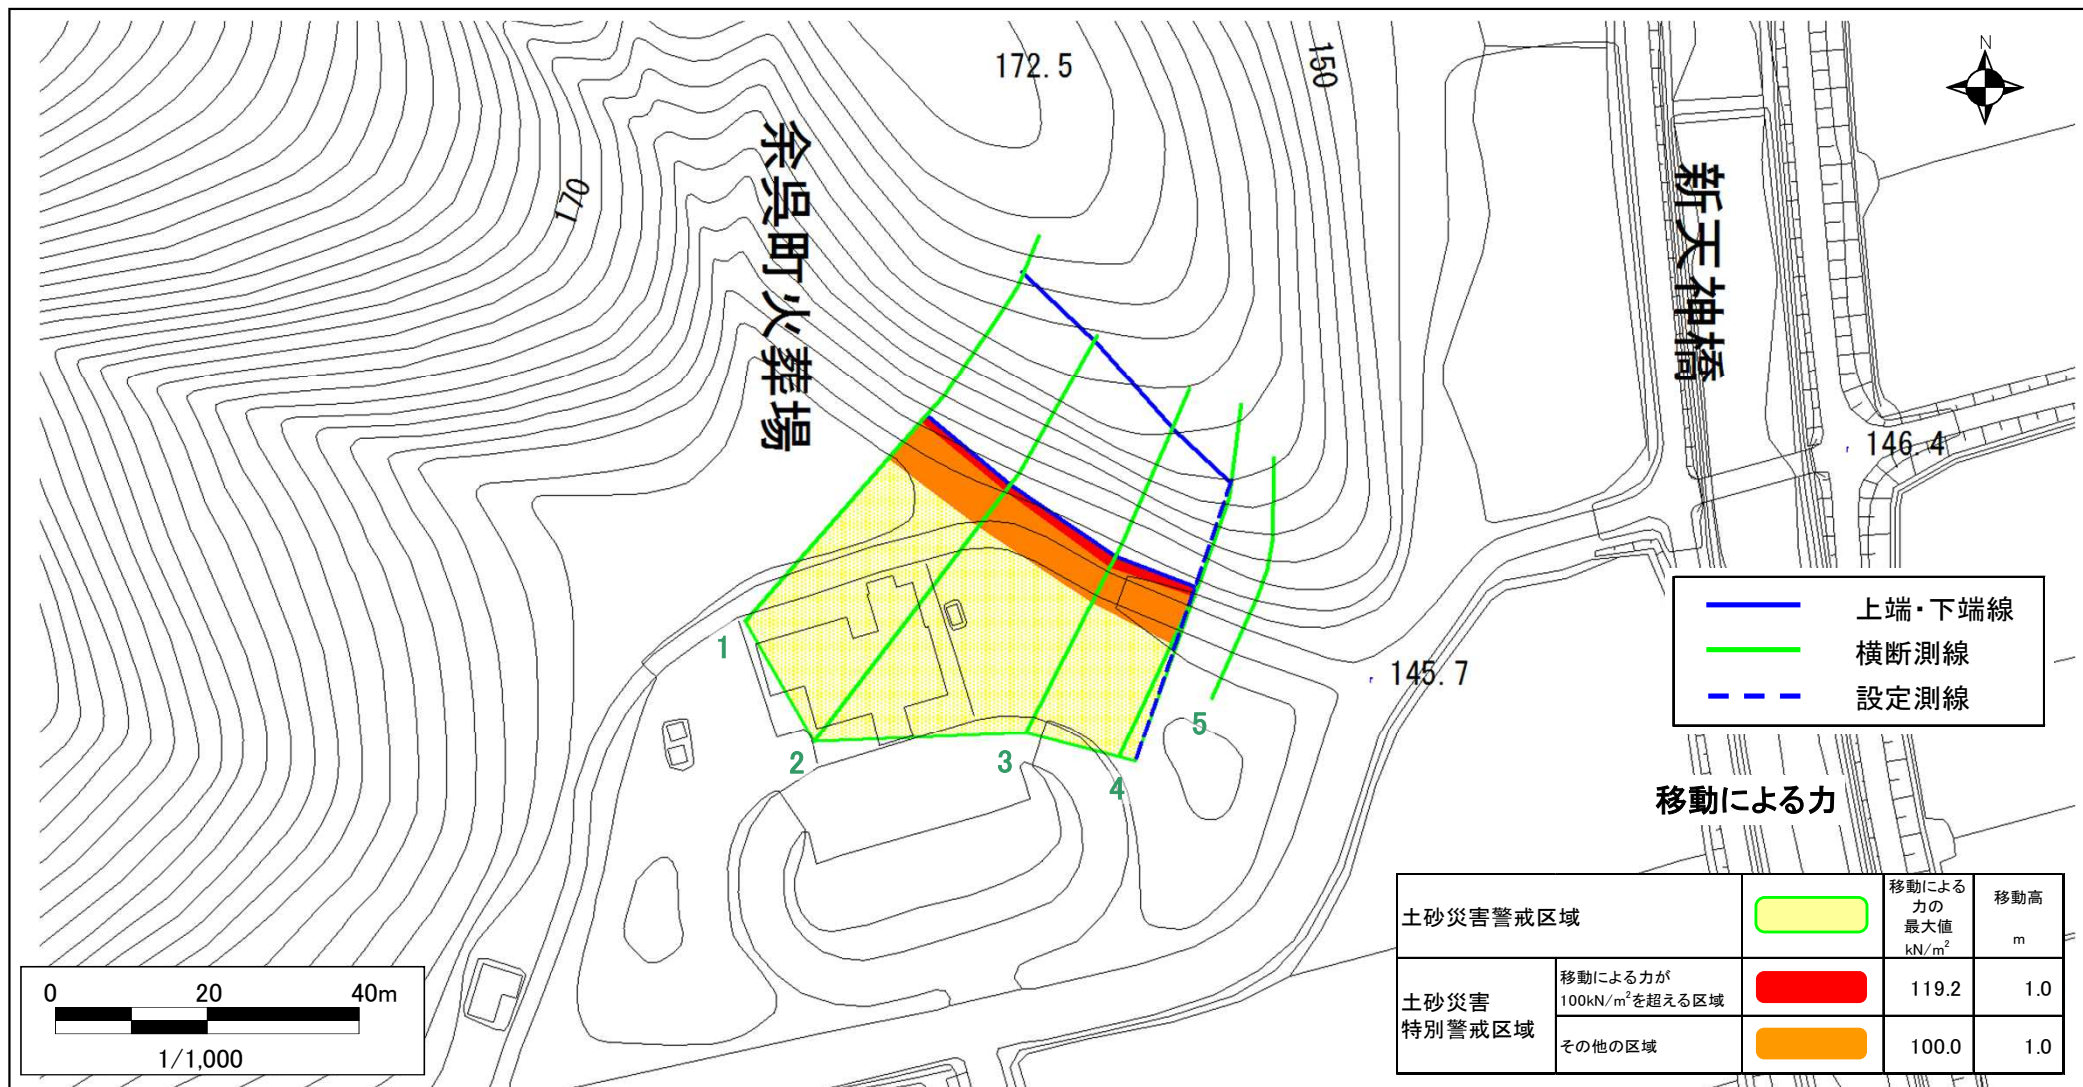 172.5
150
N
余呉町火葬場
170
新天神橋
146.4
145.7
1
2
3
4
5
上端・下端線
横断測線
設定測線
移動による力
土砂災害警戒区域
移動による
力の
最大値
kN/m²
移動高
m
土砂災害
特別警戒区域
移動による力が
100kN/m²を超える区域
119.2
1.0
その他の区域
100.0
1.0
0 20 40m
1/1,000